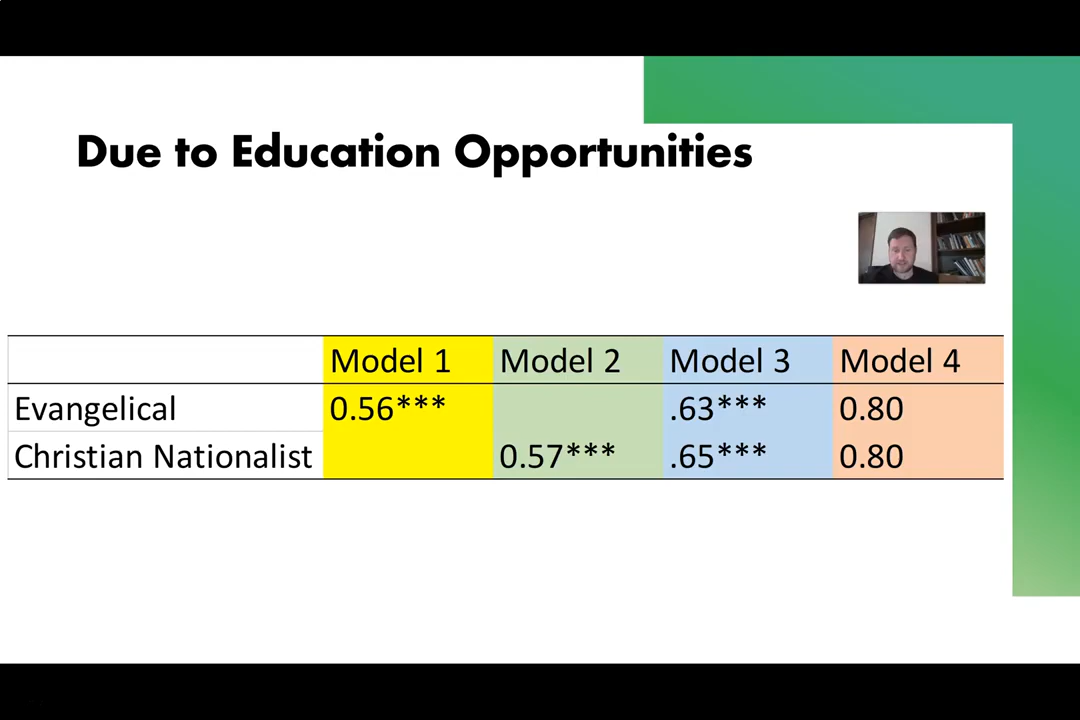 Due to Education Opportunities
Model 1 Model 2 Model 3 Model 4
Evangelical 0.56*** .63*** 0.80
Christian Nationalist 0.57*** .65*** 0.80